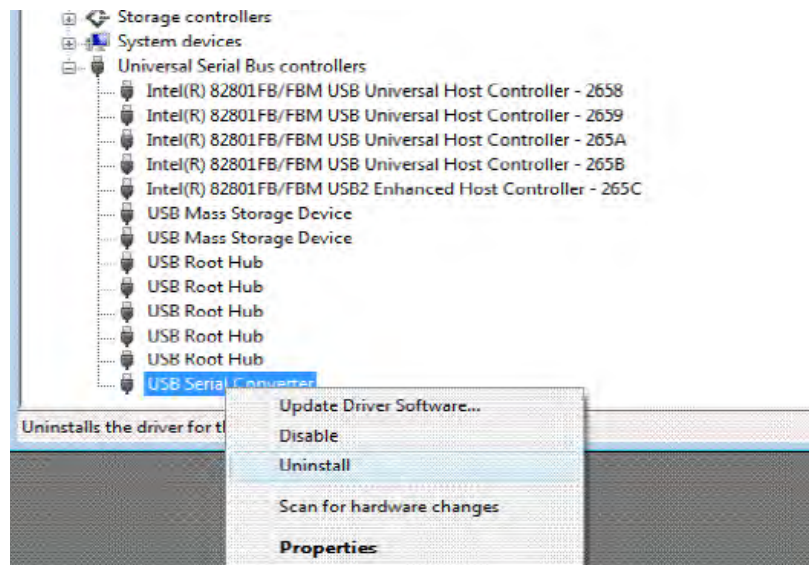 Storage controllers
System devices
Universal Serial Bus controllers
Intel(R) 82801FB/FBM USB Universal Host Controller - 2658
Intel(R) 82801FB/FBM USB Universal Host Controller - 2659
Intel(R) 82801FB/FBM USB Universal Host Controller - 265A
Intel(R) 82801FB/FBM USB Universal Host Controller - 265B
Intel(R) 82801FB/FBM USB2 Enhanced Host Controller - 265C
USB Mass Storage Device
USB Mass Storage Device
USB Root Hub
USB Root Hub
USB Root Hub
USB Root Hub
USB Root Hub
USB Serial Converter
Update Driver Software...
Uninstalls the driver for t
Disable
Uninstall
Scan for hardware changes
Properties